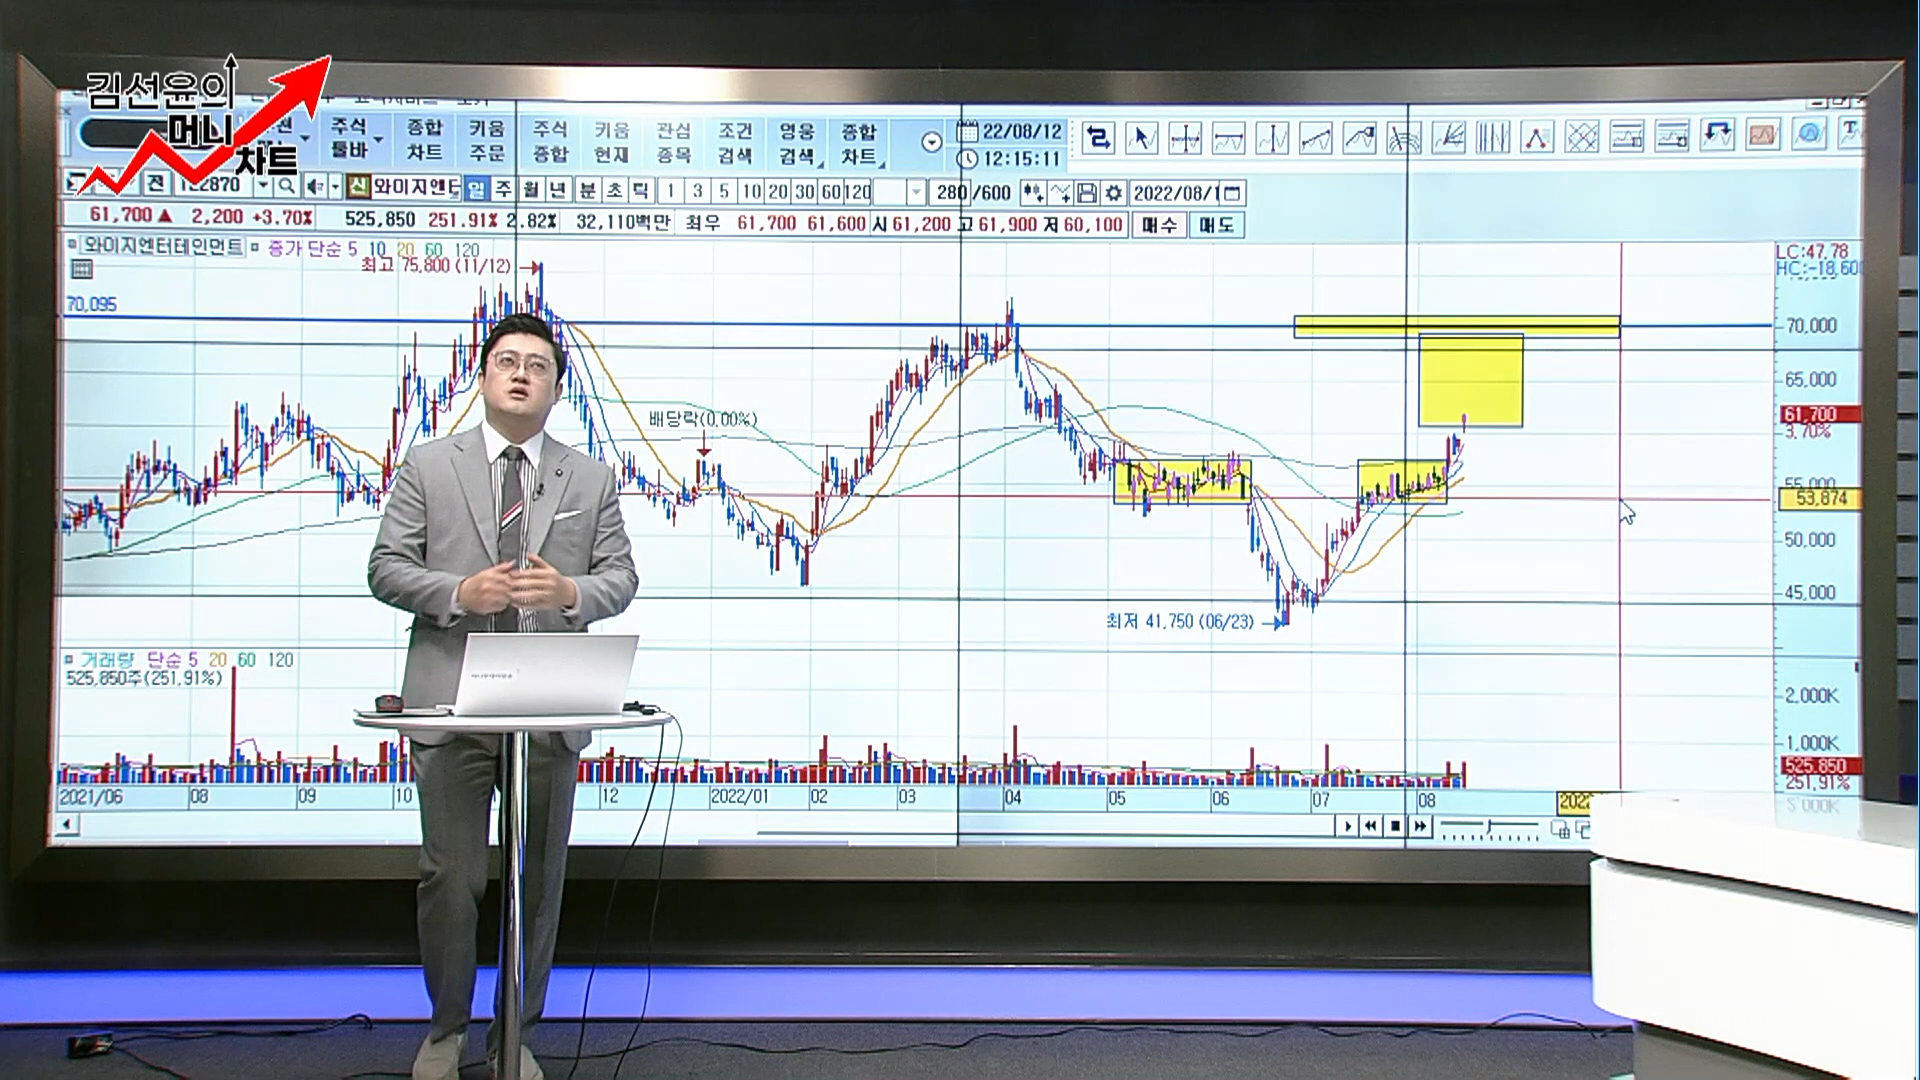 김선윤의
머니
차트
주식 종합 키움 주식 키움 관심 조건 영웅 종합
툴바 차트 주문 종합 현재 종목 검색 검색 차트
22/08/12
12:15:11
전 122870 신 와이지엔터 일 주 월 년 분 초 틱 1 3 5 10 20 30 60 120 280 /600 2022/08/1
61,700 ▲ 2,200 +3.70% 525,850 251.91% 2.82% 32,110백만 최우 61,700 61,600 시 61,200 고 61,900 저 60,100 매수 매도
와이지엔터테인먼트 종가 단순 5 10 20 60 120
LC:47.78
HC:-18,60
최고 75,800 (11/12)
70,095
70,000
65,000
61,700
3.70%
배당락(0.00%)
55,000
53,874
50,000
45,000
최저 41,750 (06/23)
거래량 단순 5 20 60 120
525,850주(251.91%)
2,000K
1,000K
525,850
251.91%
2021/06 08 09 10 12 2022/01 02 03 04 05 06 07 08 2022